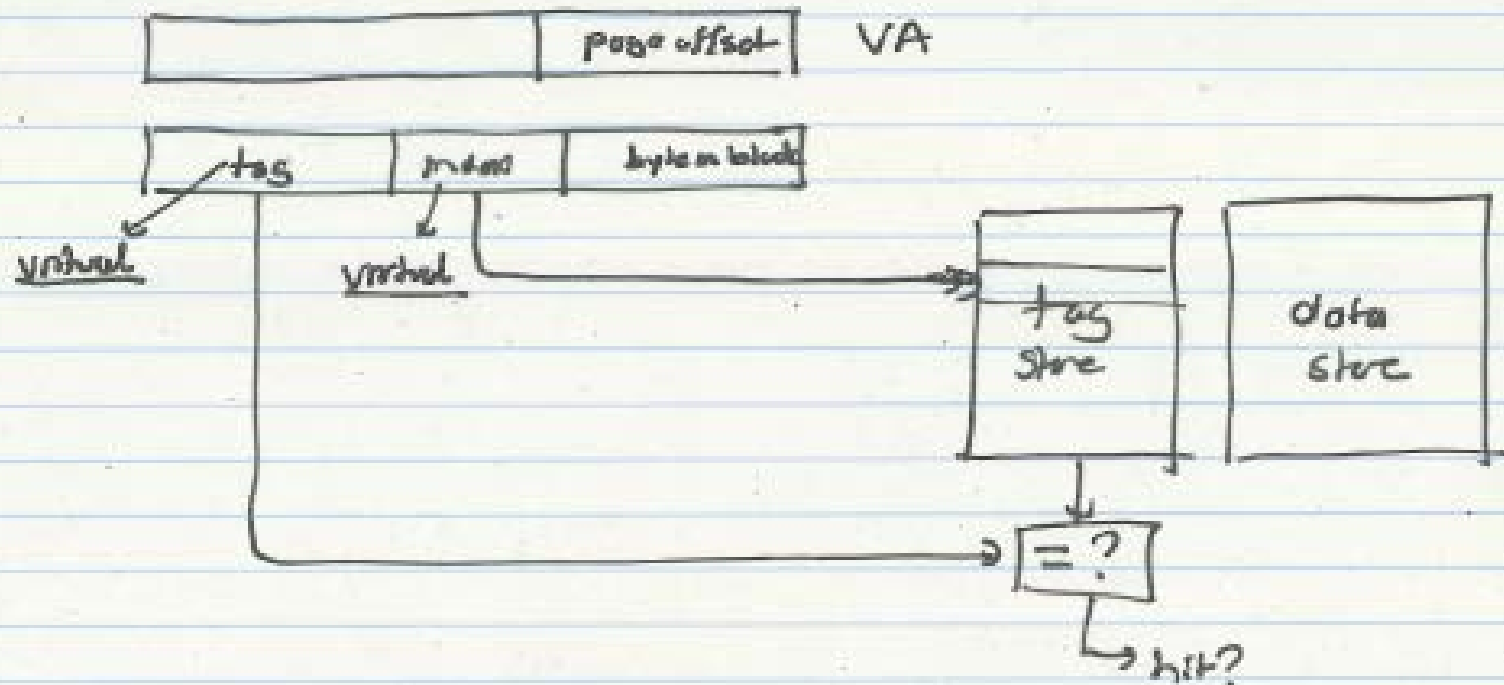 page offset VA
tag index byte in block
virtual virtual
tag
store
data
store
= ?
hit?